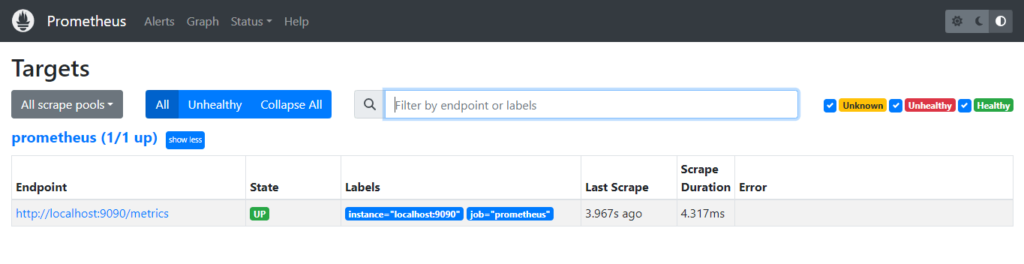 Prometheus Alerts Graph Status Help
Targets
All scrape pools All Unhealthy Collapse All Filter by endpoint or labels Unknown Unhealthy Healthy
prometheus (1/1 up) show less
Endpoint State Labels Last Scrape Scrape Duration Error
http://localhost:9090/metrics UP instance="localhost:9090" job="prometheus" 3.967s ago 4.317ms